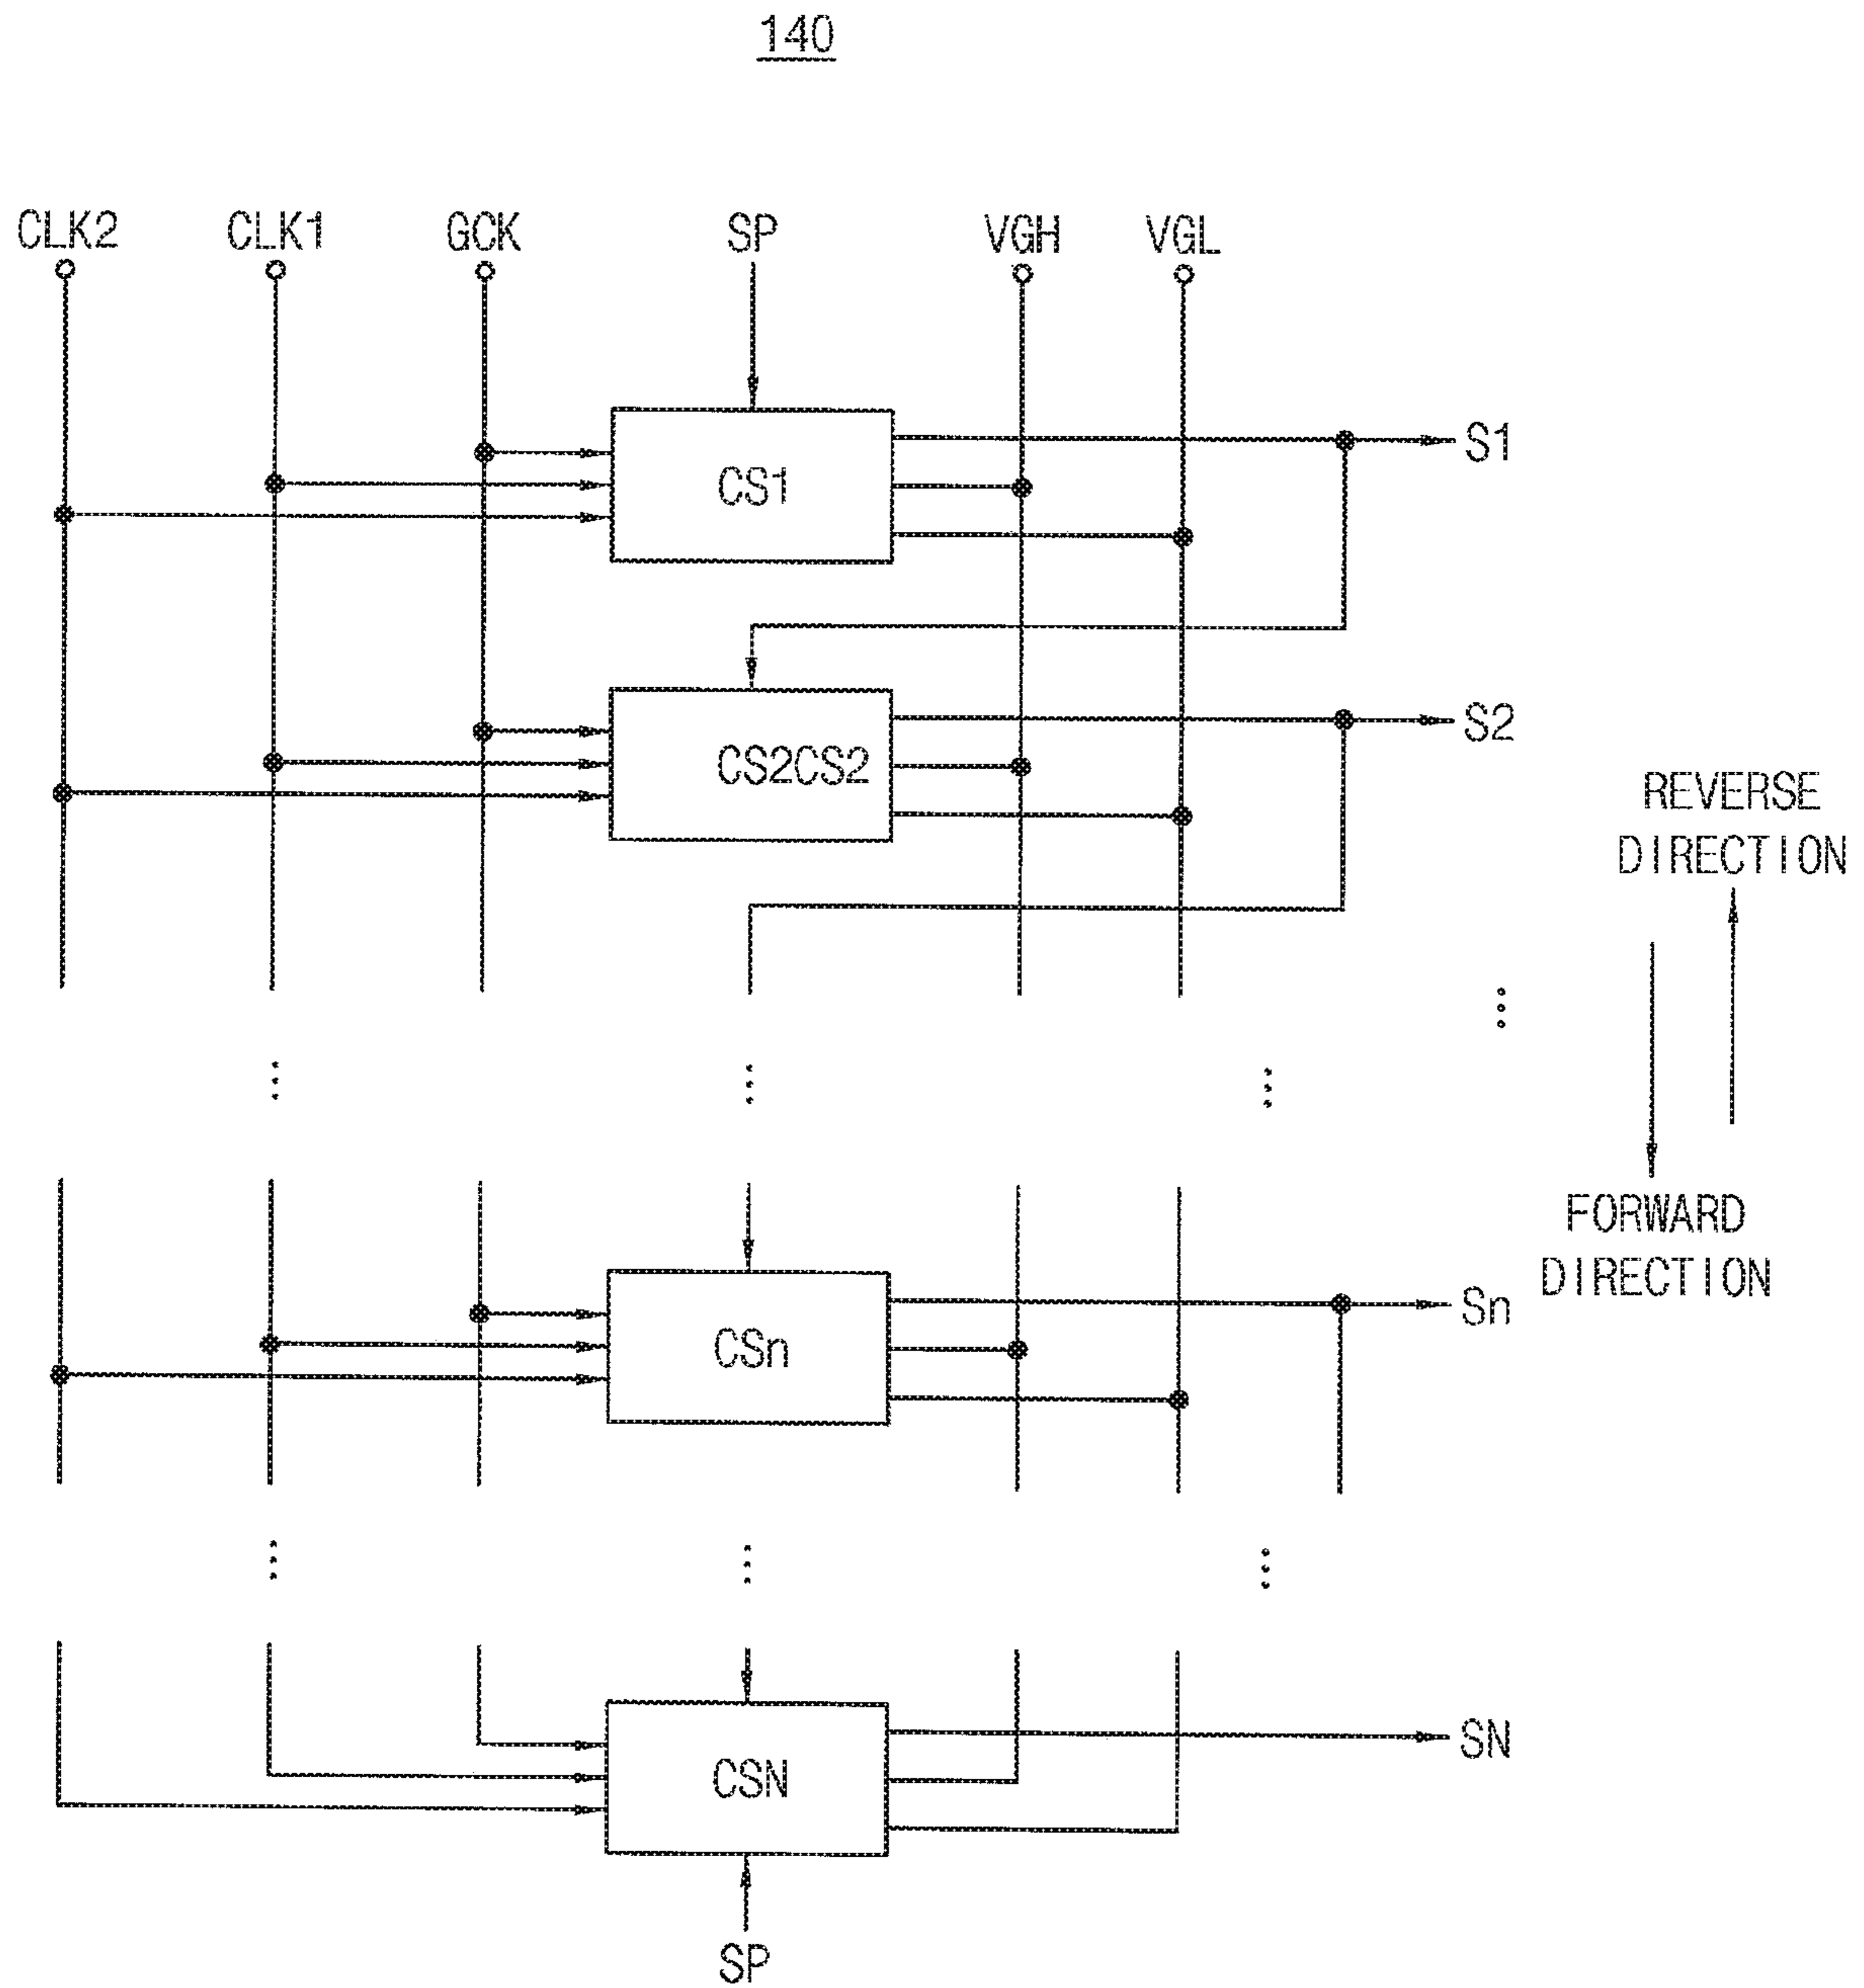 140
CLK2 CLK1 GCK SP VGH VGL
S1
CS1
S2
CS2CS2
REVERSE
DIRECTION
FORWARD
DIRECTION
Sn
CSn
SN
CSN
SP